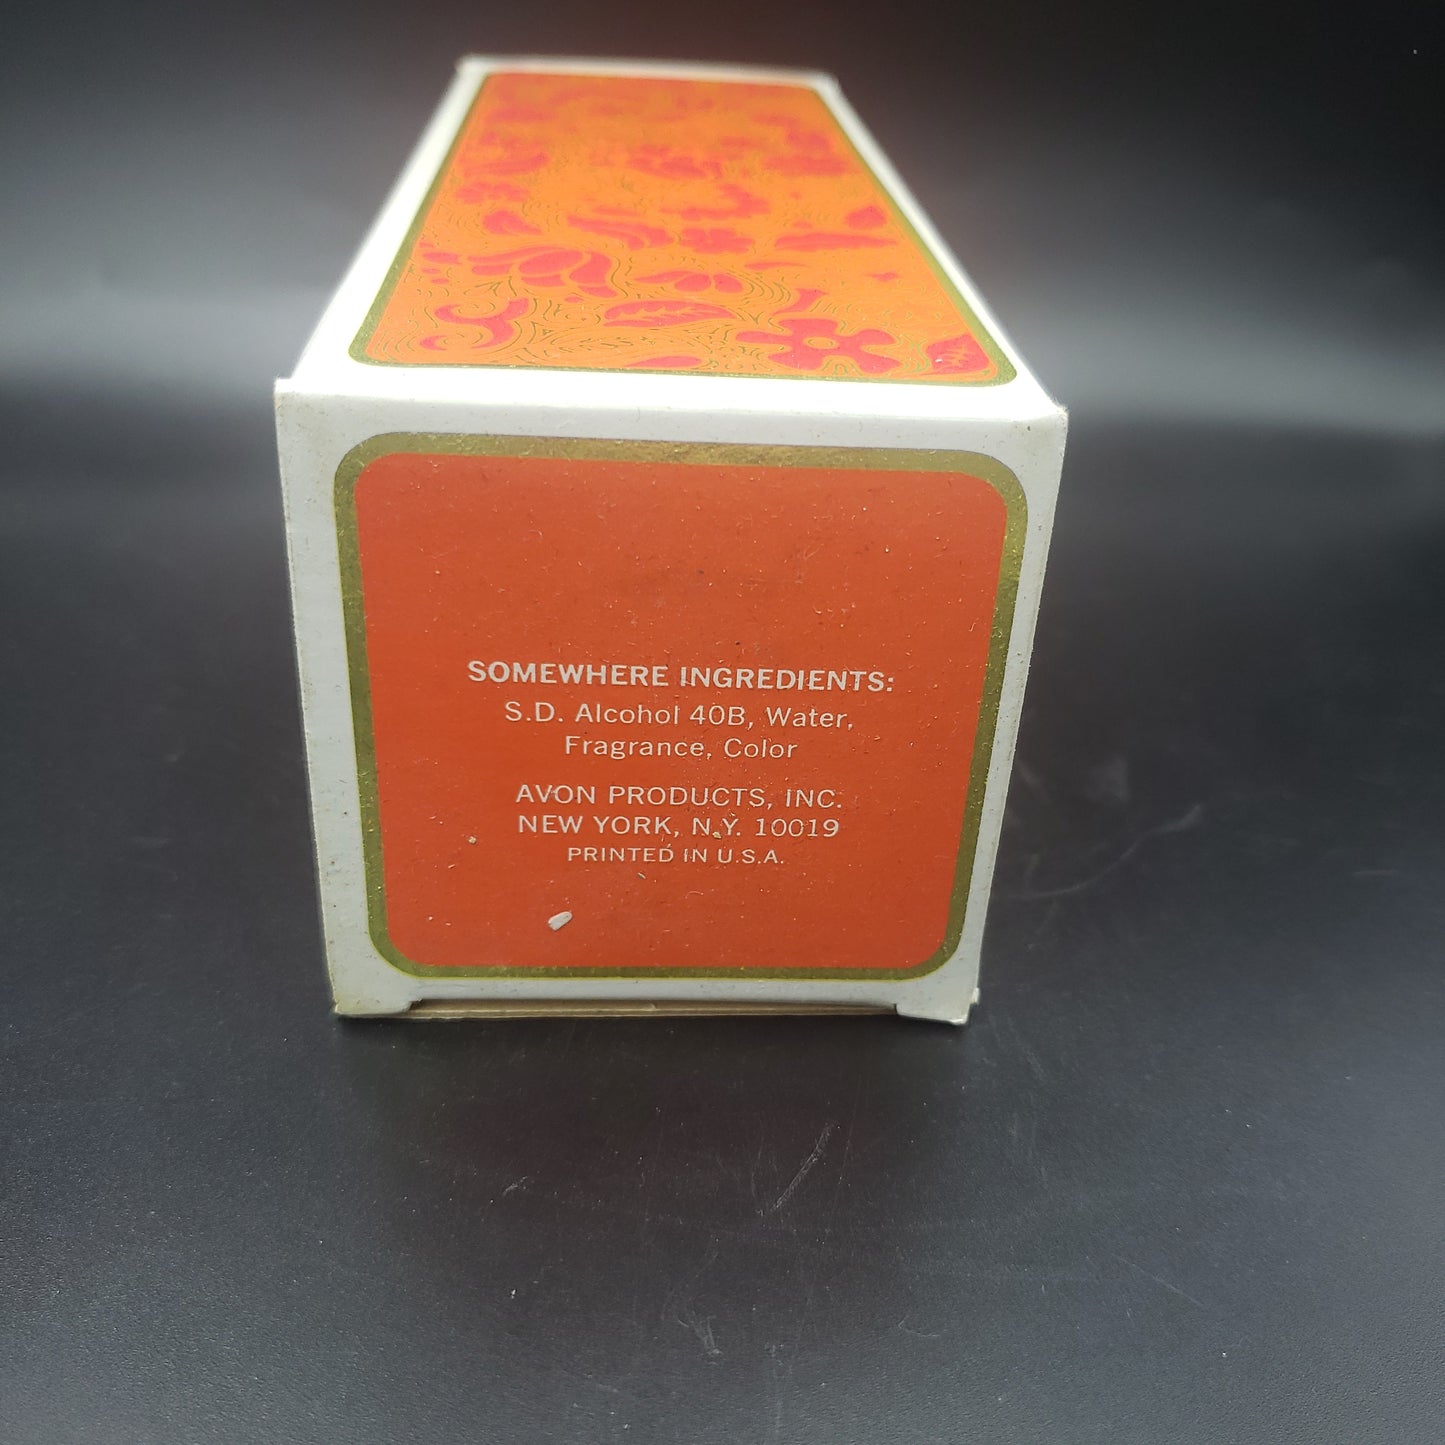 SOMEWHERE INGREDIENTS:
S.D. Alcohol 40B, Water,
Fragrance, Color
AVON PRODUCTS, INC.
NEW YORK, N.Y. 10019
PRINTED IN U.S.A.